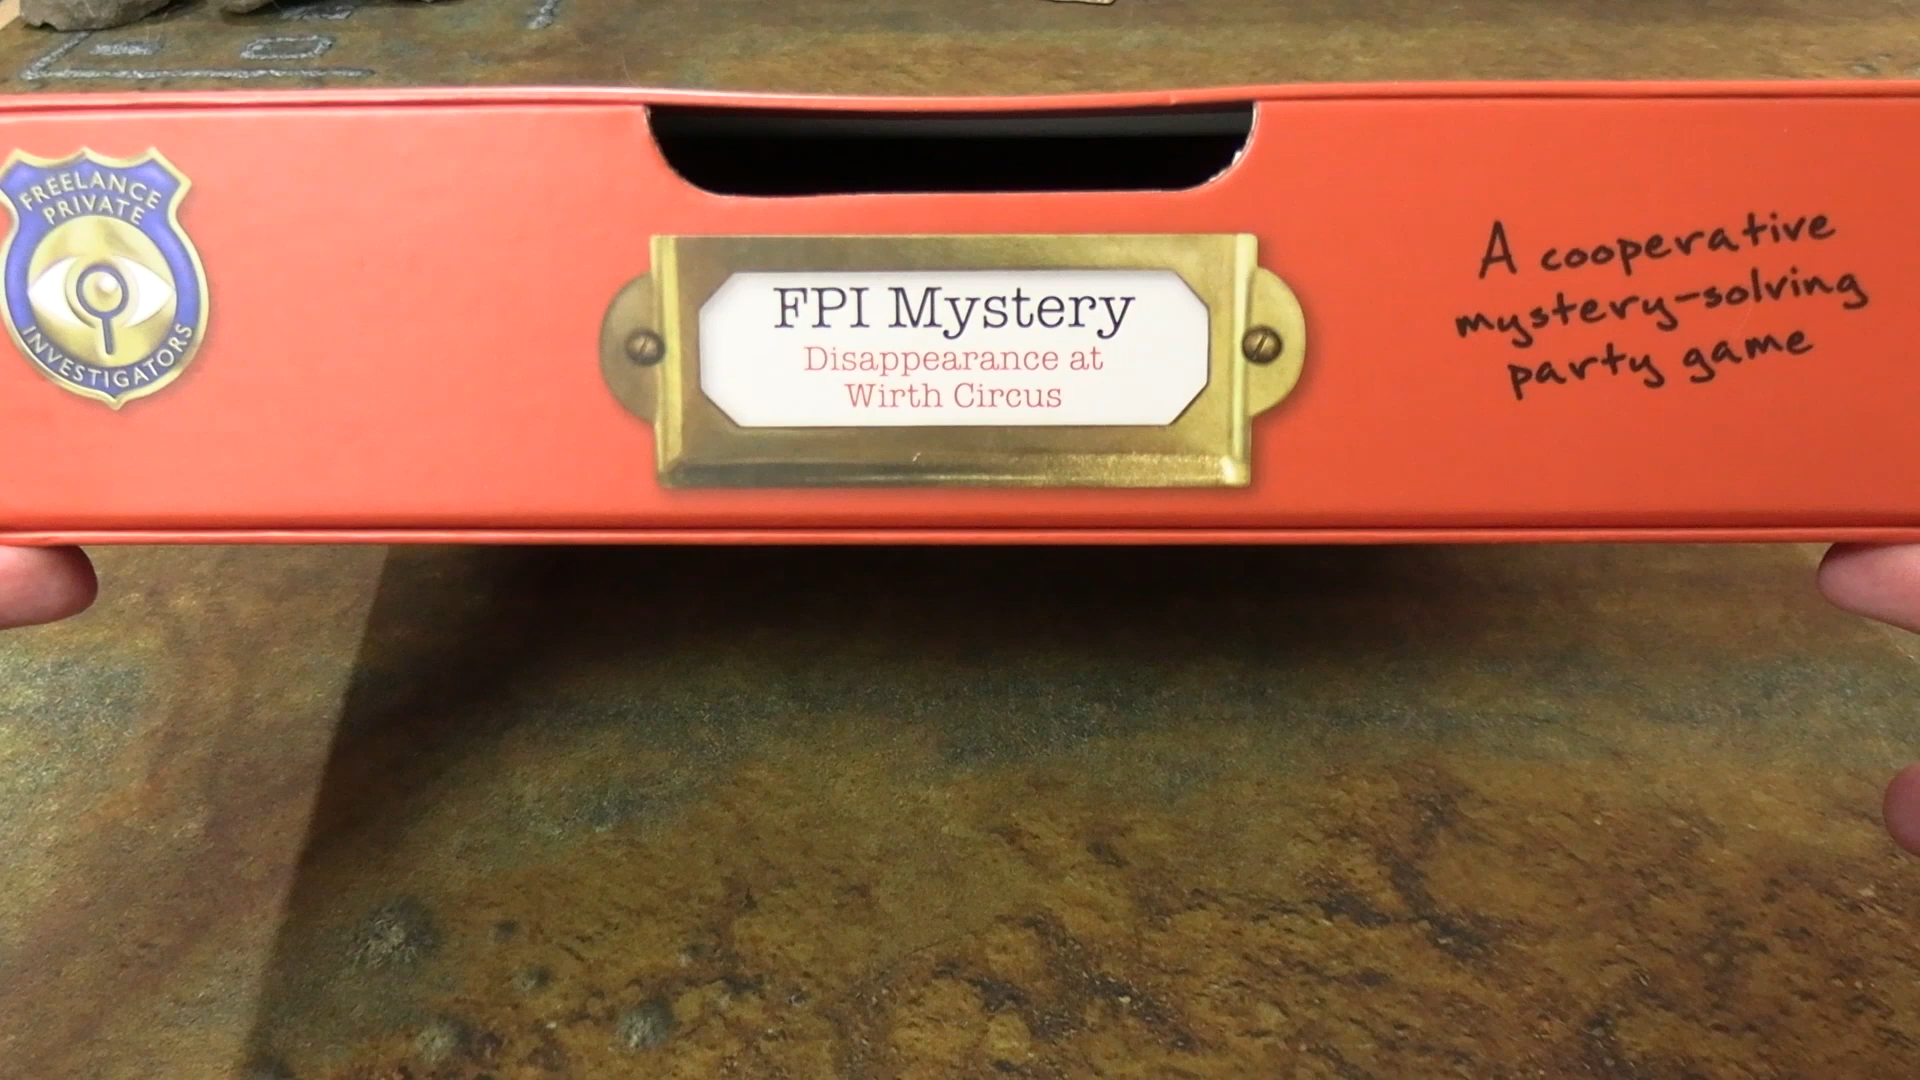 FREELANCE
PRIVATE
INVESTIGATORS
FPI Mystery
Disappearance at
Wirth Circus
A cooperative
mystery-solving
party game